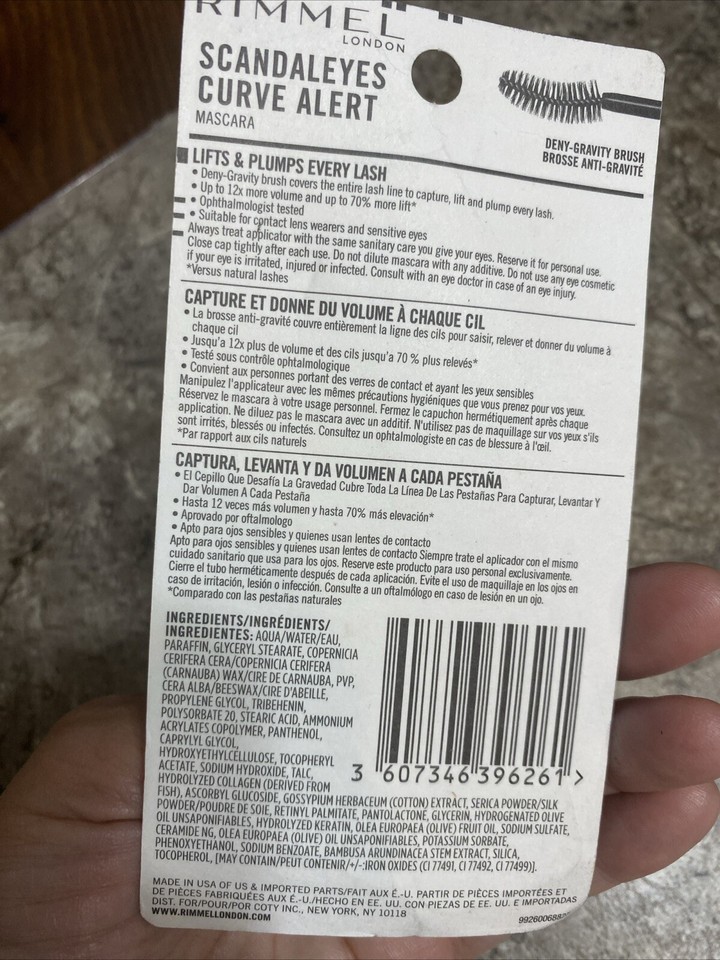 RIMMEL
LONDON
SCANDALEYES
CURVE ALERT
MASCARA
DENY-GRAVITY BRUSH
BROSSE ANTI-GRAVITÉ
LIFTS & PLUMPS EVERY LASH
• Deny-Gravity brush covers the entire lash line to capture, lift and plump every lash.
• Up to 12x more volume and up to 70% more lift*
• Ophthalmologist tested
• Suitable for contact lens wearers and sensitive eyes
Always treat applicator with the same sanitary care you give your eyes. Reserve it for personal use.
Close cap tightly after each use. Do not dilute mascara with any additive. Do not use any eye cosmetic
if your eye is irritated, injured or infected. Consult with an eye doctor in case of an eye injury.
*Versus natural lashes
CAPTURE ET DONNE DU VOLUME À CHAQUE CIL
• La brosse anti-gravité couvre entièrement la ligne des cils pour saisir, relever et donner du volume à
chaque cil
• Jusqu'a 12x plus de volume et des cils jusqu'a 70 % plus relevés*
• Testé sous contrôle ophtalmologique
• Convient aux personnes portant des verres de contact et ayant les yeux sensibles
Manipulez l'applicateur avec les mêmes précautions hygiéniques que vous prenez pour vos yeux.
Réservez le mascara à votre usage personnel. Fermez le capuchon hermétiquement après chaque
application. Ne diluez pas le mascara avec un additif. N'utilisez pas de maquillage sur vos yeux s'ils
sont irrités, blessés ou infectés. Consultez un ophtalmologiste en cas de blessure à l'œil.
*Par rapport aux cils naturels
CAPTURA, LEVANTA Y DA VOLUMEN A CADA PESTAÑA
• El Cepillo Que Desafía La Gravedad Cubre Toda La Línea De Las Pestañas Para Capturar, Levantar Y
Dar Volumen A Cada Pestaña
• Hasta 12 veces más volumen y hasta 70% más elevación*
• Aprovado por oftalmologo
• Apto para ojos sensibles y quienes usan lentes de contacto
Apto para ojos sensibles y quienes usan lentes de contacto Siempre trate el aplicador con el mismo
cuidado sanitario que usa para los ojos. Reserve este producto para uso personal exclusivamente.
Cierre el tubo herméticamente después de cada aplicación. Evite el uso de maquillaje en los ojos en
caso de irritación, lesión o infección. Consulte a un oftalmólogo en caso de lesión en un ojo.
*Comparado con las pestañas naturales
INGREDIENTS/INGRÉDIENTS/
INGREDIENTES: AQUA/WATER/EAU,
PARAFFIN, GLYCERYL STEARATE, COPERNICIA
CERIFERA CERA/COPERNICIA CERIFERA
(CARNAUBA) WAX/CIRE DE CARNAUBA, PVP,
CERA ALBA/BEESWAX/CIRE D'ABEILLE,
PROPYLENE GLYCOL, TRIBEHENIN,
POLYSORBATE 20, STEARIC ACID, AMMONIUM
ACRYLATES COPOLYMER, PANTHENOL,
CAPRYLYL GLYCOL,
HYDROXYETHYLCELLULOSE, TOCOPHERYL
ACETATE, SODIUM HYDROXIDE, TALC,
HYDROLYZED COLLAGEN (DERIVED FROM
FISH), ASCORBYL GLUCOSIDE, GOSSYPIUM HERBACEUM (COTTON) EXTRACT, SERICA POWDER/SILK
POWDER/POUDRE DE SOIE, RETINYL PALMITATE, PANTOLACTONE, GLYCERIN, HYDROGENATED OLIVE
OIL UNSAPONIFIABLES, HYDROLYZED KERATIN, OLEA EUROPAEA (OLIVE) FRUIT OIL, SODIUM SULFATE,
CERAMIDE NG, OLEA EUROPAEA (OLIVE) OIL UNSAPONIFIABLES, POTASSIUM SORBATE,
PHENOXYETHANOL, SODIUM BENZOATE, BAMBUSA ARUNDINACEA STEM EXTRACT, SILICA,
TOCOPHEROL, [MAY CONTAIN/PEUT CONTENIR/+/-:IRON OXIDES (CI 77491, CI 77492, CI 77499)].
3 607346 396261 >
MADE IN USA OF US & IMPORTED PARTS/FAIT AUX É.-U. PARTIR DE PIÈCES IMPORTÉES ET
DE PIÈCES FABRIQUÉES AUX É.-U./HECHO EN EE. UU. CON PIEZAS DE EE. UU. E IMPORTADAS
DIST. FOR/POUR/POR COTY INC., NEW YORK, NY 10118
WWW.RIMMELLONDON.COM